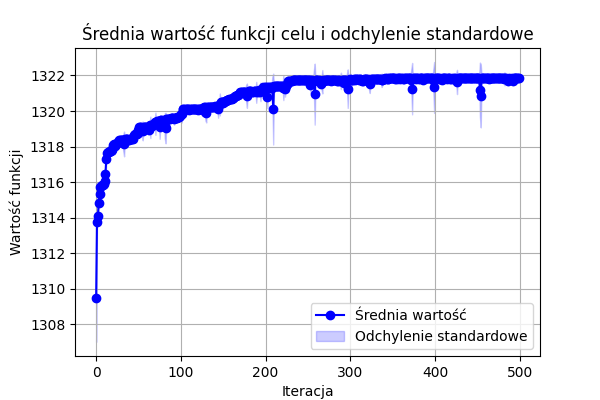 Średnia wartość funkcji celu i odchylenie standardowe
Wartość funkcji
1322
1320
1318
1316
1314
1312
1310
1308
0 100 200 300 400 500
Iteracja
Średnia wartość
Odchylenie standardowe